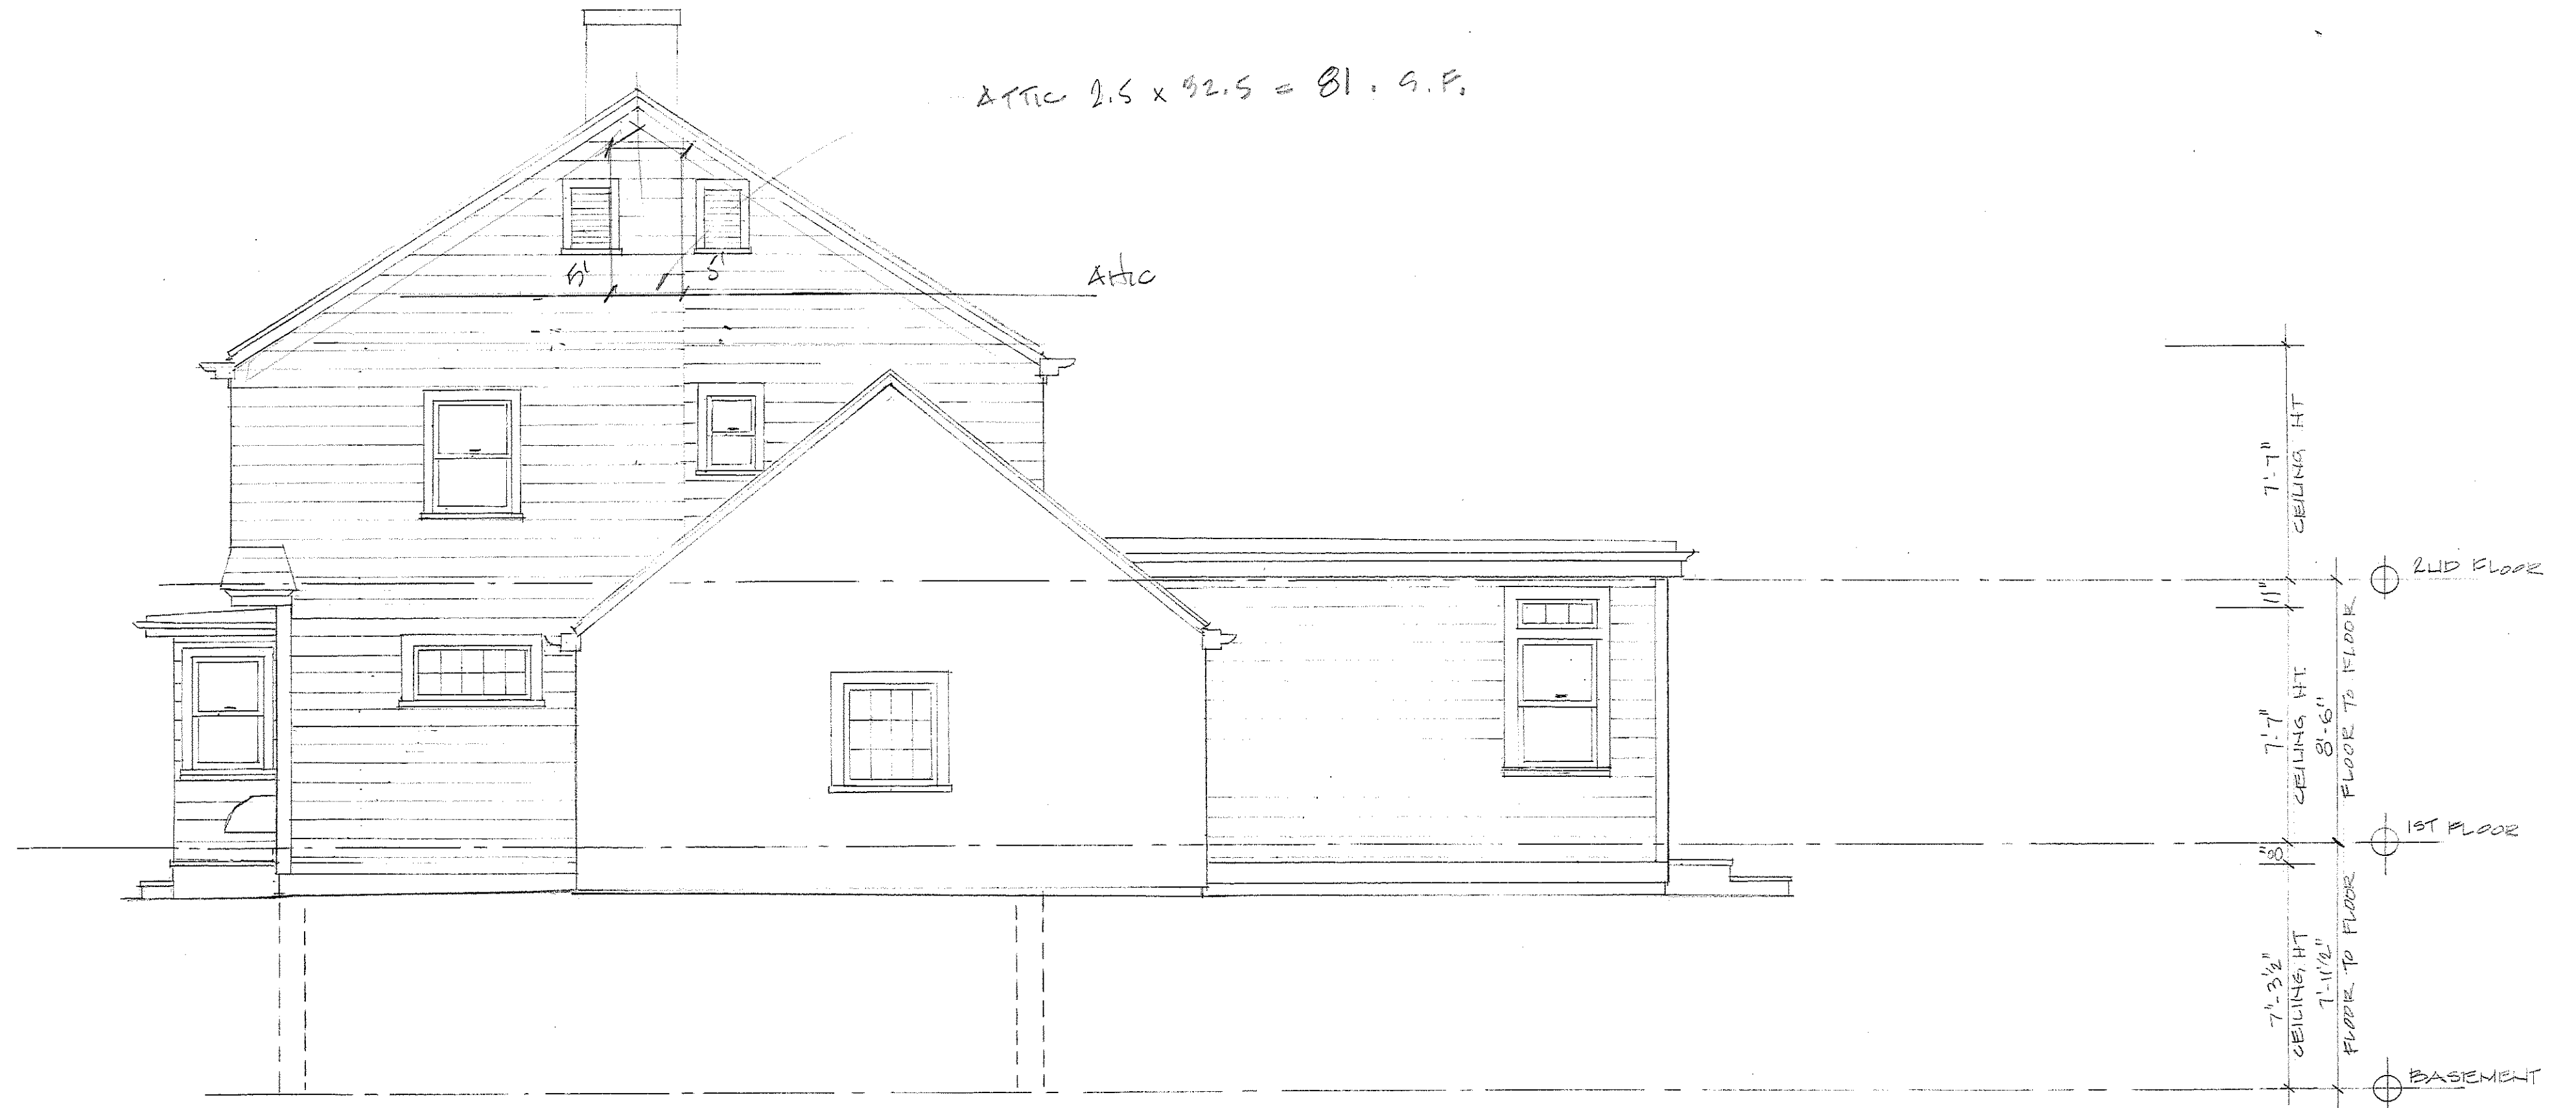 ATTIC 2.5 x 32.5 = 81. S.F.
5' 5'
Attic
7'-7"
CEILING HT
2ND FLOOR
11"
7'-7"
CEILING HT
8'-6"
FLOOR TO FLOOR
1ST FLOOR
8"
7'-3½"
CEILING HT
7'-11½"
FLOOR TO FLOOR
BASEMENT